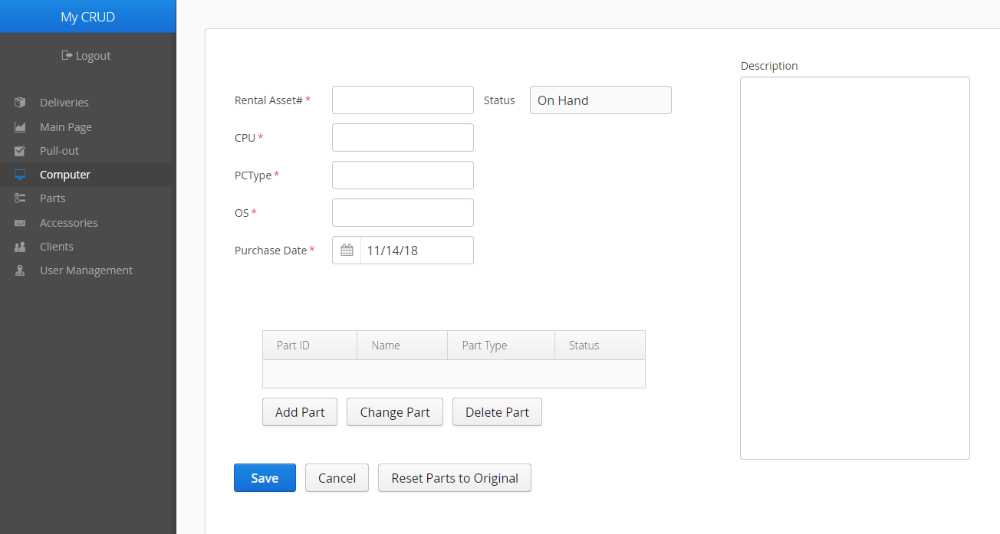 My CRUD
Logout
Deliveries
Main Page
Pull-out
Computer
Parts
Accessories
Clients
User Management
Rental Asset# *
Status
On Hand
CPU *
PCType *
OS *
Purchase Date *
11/14/18
Part ID
Name
Part Type
Status
Add Part
Change Part
Delete Part
Save
Cancel
Reset Parts to Original
Description